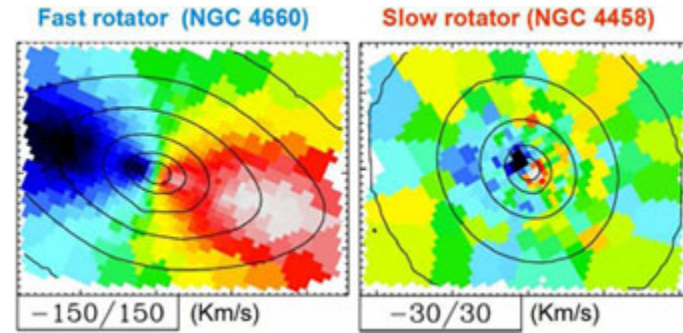 Fast rotator (NGC 4660)
Slow rotator (NGC 4458)
-150/150 (Km/s)
-30/30 (Km/s)